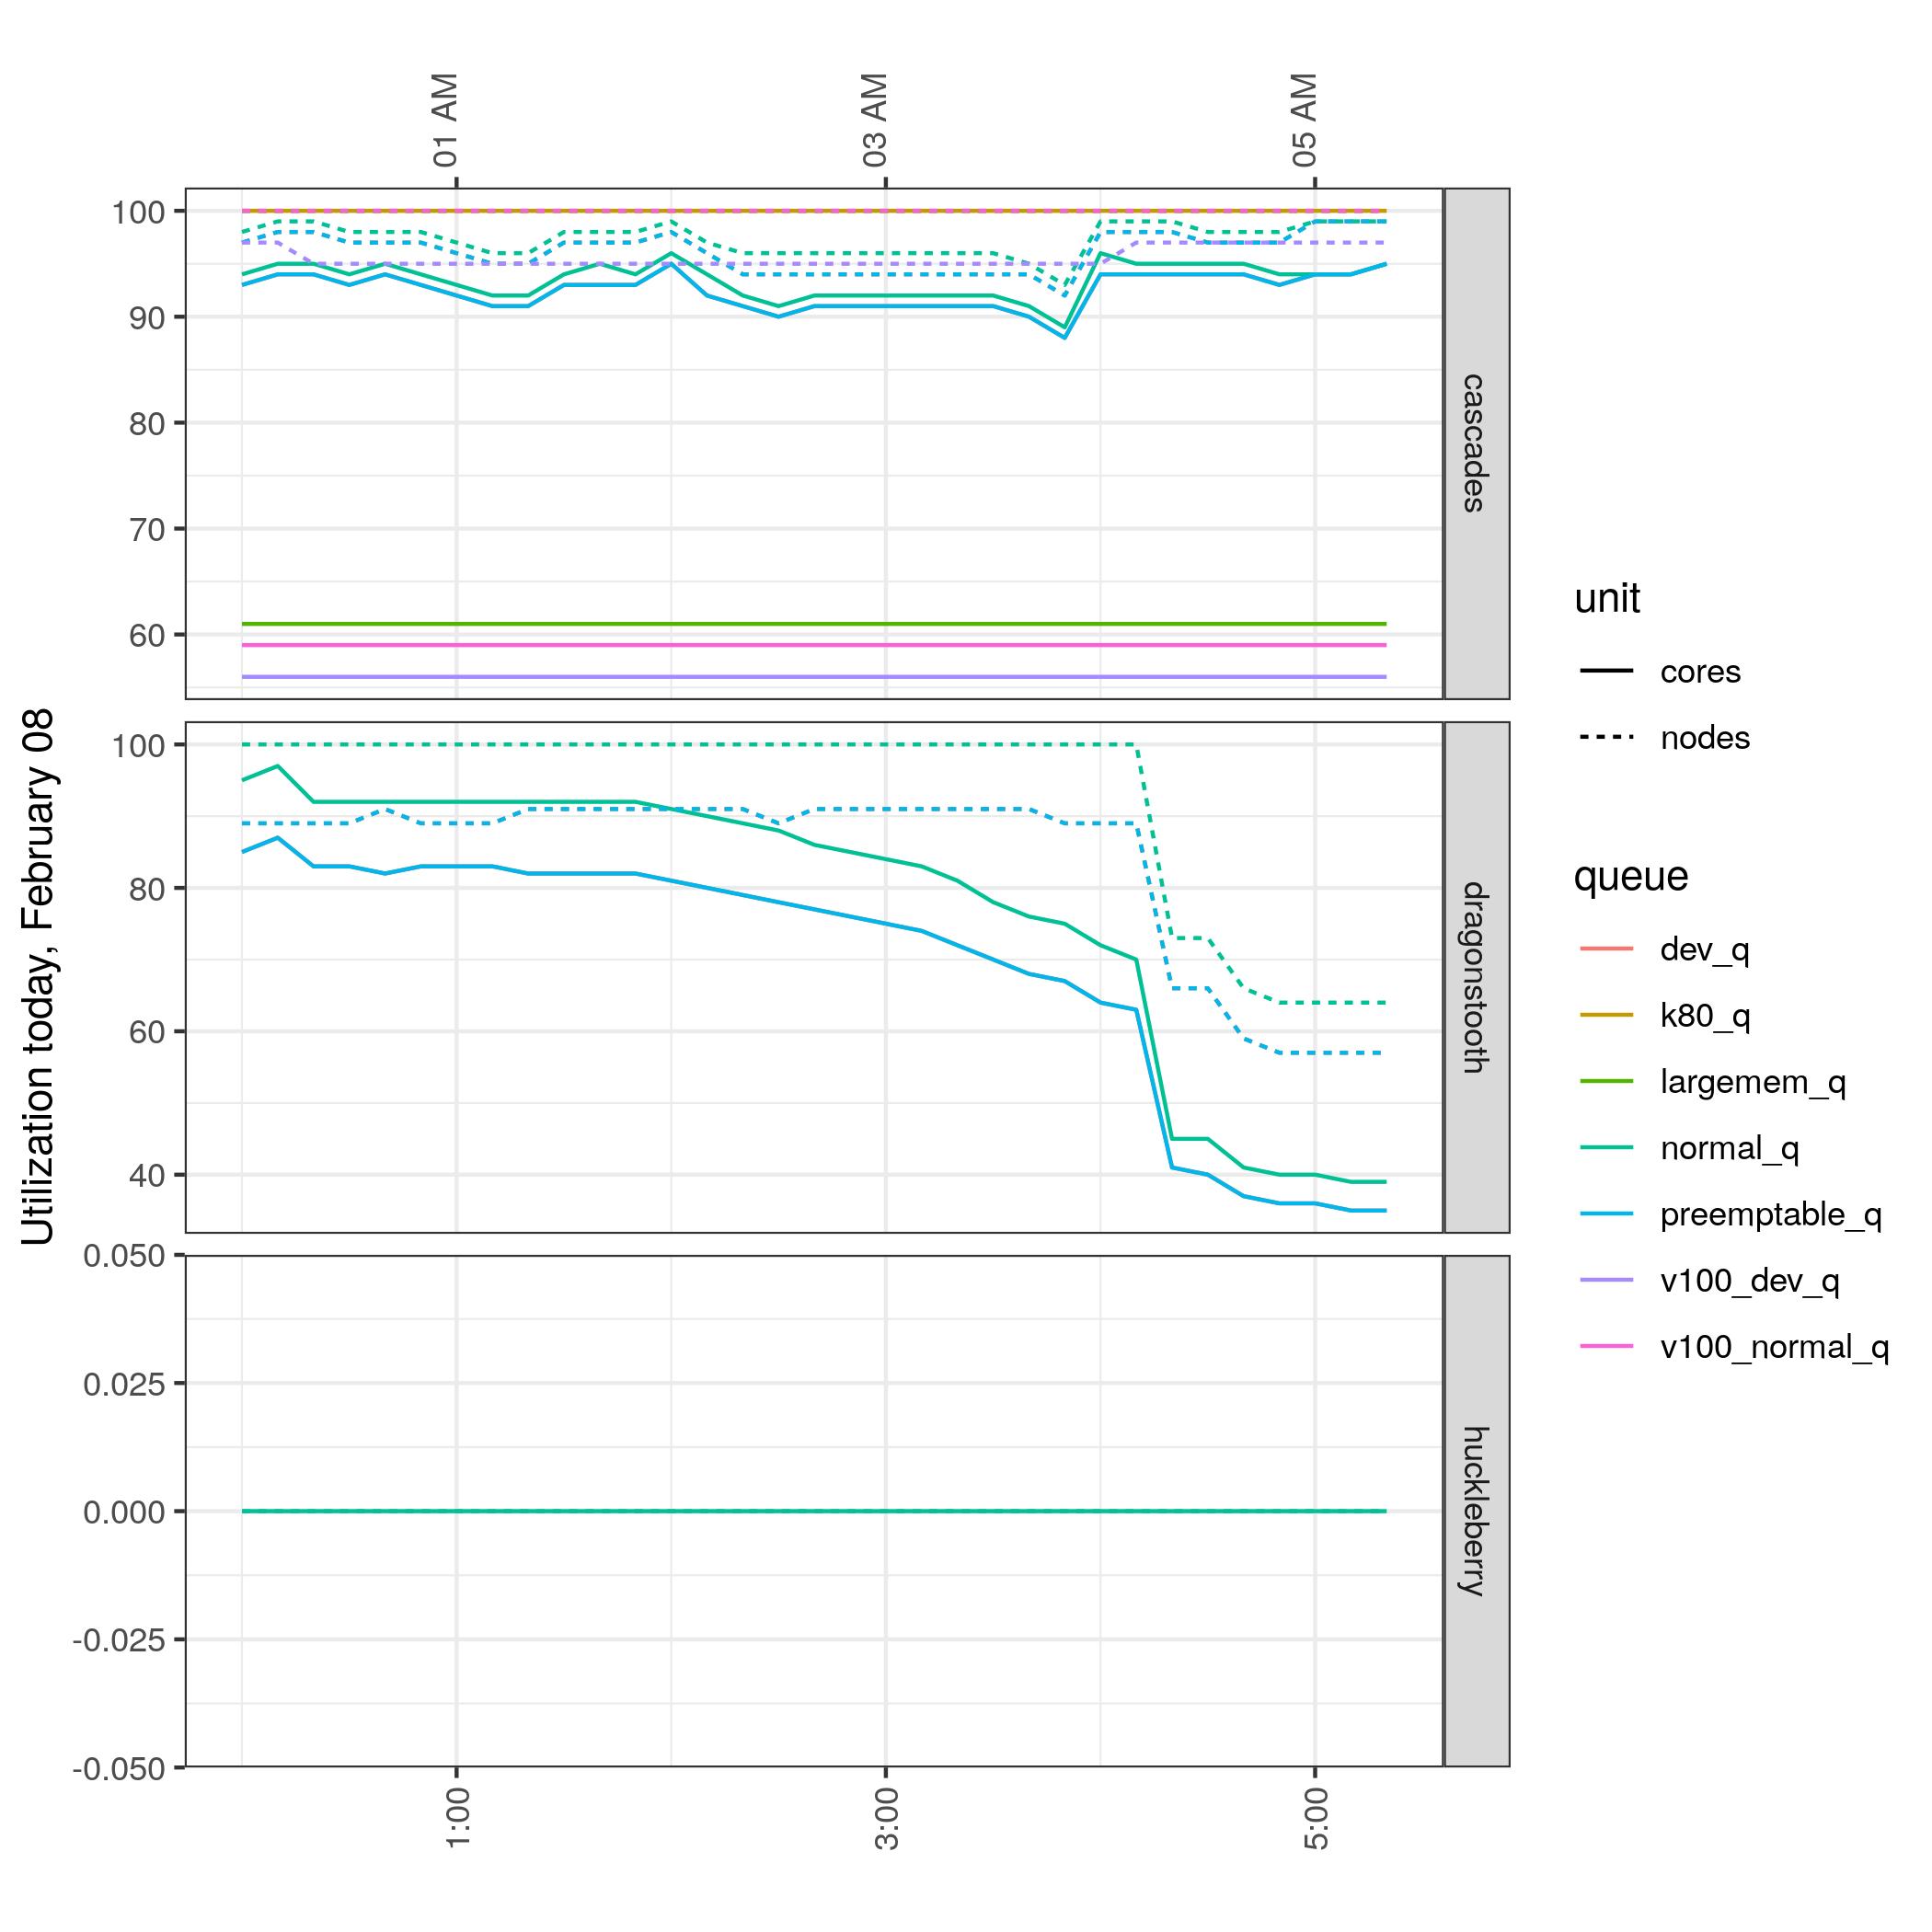 01 AM
03 AM
05 AM
100
90
80
70
60
cascades
100
80
60
40
dragonstooth
0.050
0.025
0.000
-0.025
-0.050
huckleberry
1:00
3:00
5:00
Utilization today, February 08
unit
cores
nodes
queue
dev_q
k80_q
largemem_q
normal_q
preemptable_q
v100_dev_q
v100_normal_q